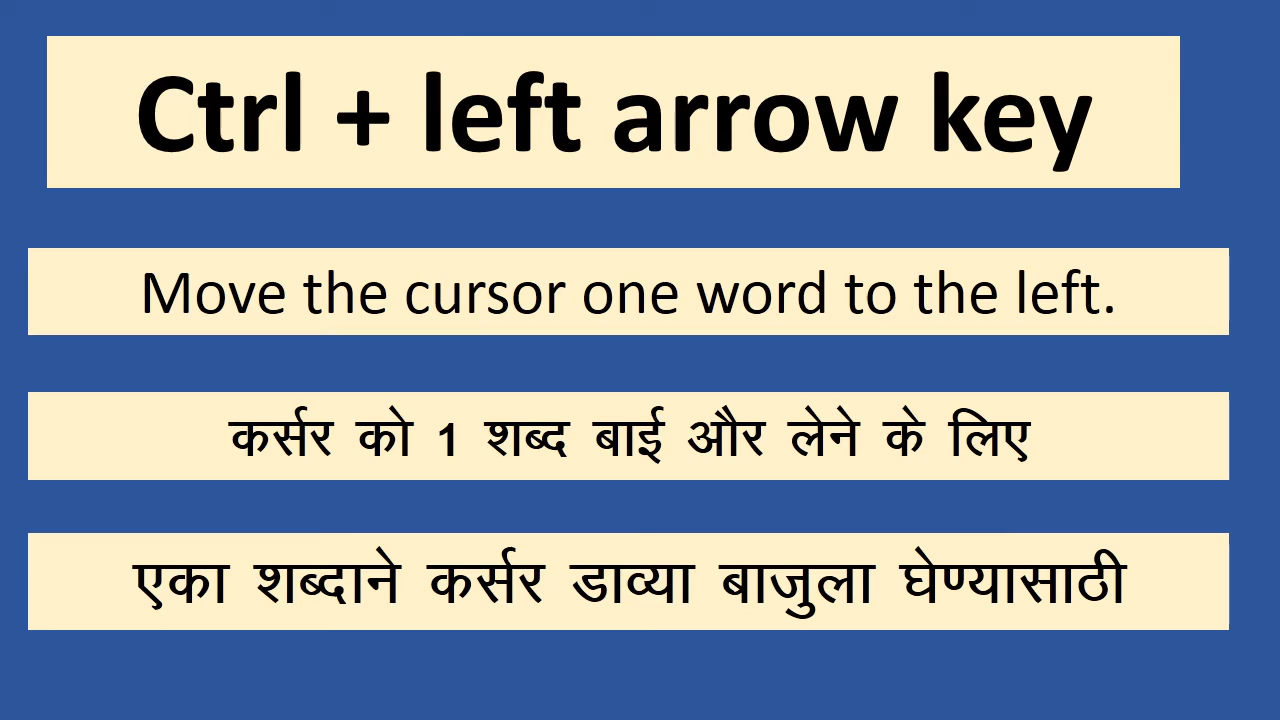 Ctrl + left arrow key
Move the cursor one word to the left.
कर्सर को 1 शब्द बाई और लेने के लिए
एका शब्दाने कर्सर डाव्या बाजुला घेण्यासाठी